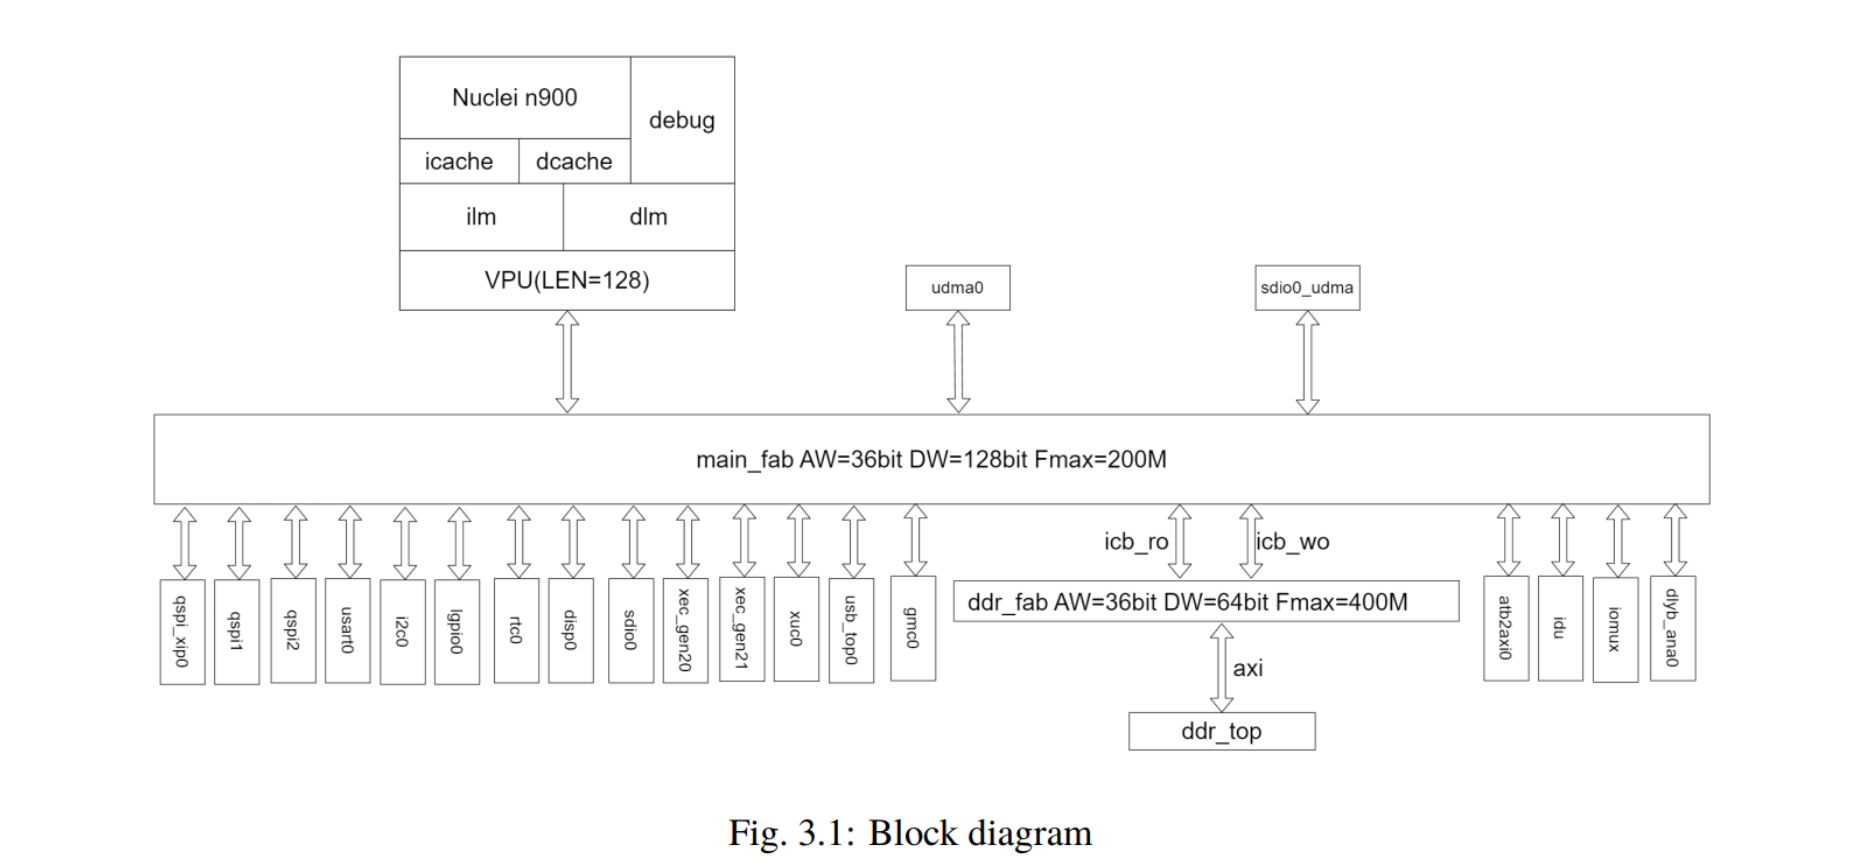 Nuclei n900
debug
icache
dcache
ilm
dlm
VPU(LEN=128)
udma0
sdio0_udma
main_fab AW=36bit DW=128bit Fmax=200M
icb_ro
icb_wo
qspi_xip0
qspi1
qspi2
usart0
i2c0
lgpio0
rtc0
disp0
sdio0
xec_gen20
xec_gen21
xuc0
usb_top0
gmc0
ddr_fab AW=36bit DW=64bit Fmax=400M
atb2axi0
idu
iomux
dlyb_ana0
axi
ddr_top
Fig. 3.1: Block diagram